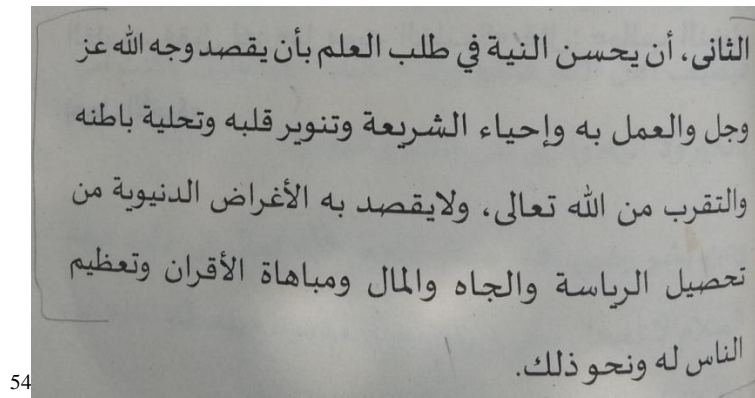 الثانى، أن يحسن النية في طلب العلم بأن يقصد وجه الله عز
وجل والعمل به وإحياء الشريعة وتنوير قلبه وتحلية باطنه
والتقرب من الله تعالى، ولايقصد به الأغراض الدنيوية من
تحصيل الرياسة والجاه والمال ومباهاة الأقران وتعظيم
الناس له ونحو ذلك.
54